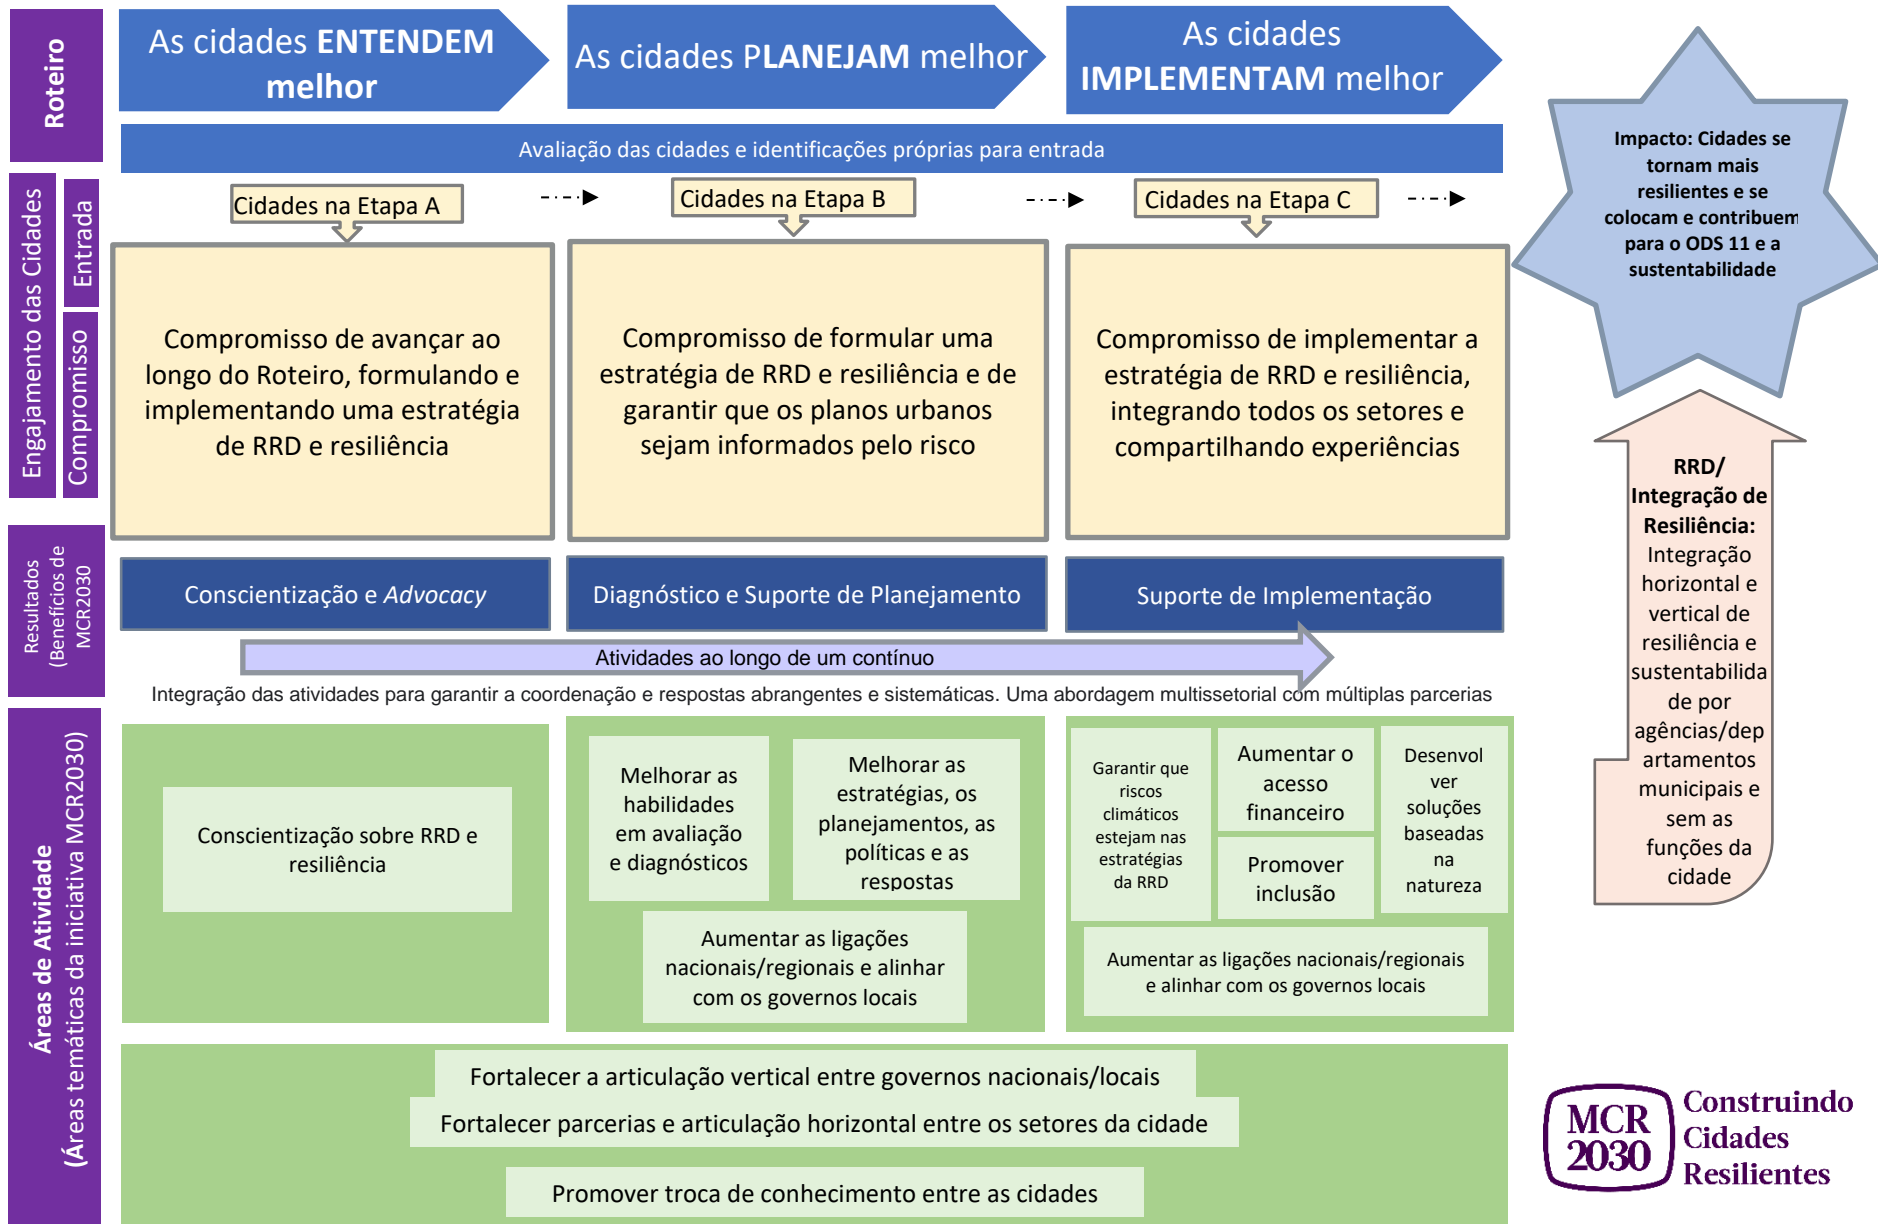 Roteiro
As cidades ENTENDEM
melhor
As cidades PLANEJAM melhor
As cidades
IMPLEMENTAM melhor
Avaliação das cidades e identificações próprias para entrada
Engajamento das Cidades
Entrada
Compromisso
Cidades na Etapa A
Cidades na Etapa B
Cidades na Etapa C
Compromisso de avançar ao
longo do Roteiro, formulando e
implementando uma estratégia
de RRD e resiliência
Compromisso de formular uma
estratégia de RRD e resiliência e de
garantir que os planos urbanos
sejam informados pelo risco
Compromisso de implementar a
estratégia de RRD e resiliência,
integrando todos os setores e
compartilhando experiências
Resultados
(Benefícios de
MCR2030
Conscientização e Advocacy
Diagnóstico e Suporte de Planejamento
Suporte de Implementação
Atividades ao longo de um contínuo
Integração das atividades para garantir a coordenação e respostas abrangentes e sistemáticas. Uma abordagem multissetorial com múltiplas parcerias
Áreas de Atividade
(Áreas temáticas da iniciativa MCR2030)
Conscientização sobre RRD e
resiliência
Melhorar as
habilidades
em avaliação
e diagnósticos
Melhorar as
estratégias, os
planejamentos, as
políticas e as
respostas
Aumentar as ligações
nacionais/regionais e alinhar
com os governos locais
Garantir que
riscos
climáticos
estejam nas
estratégias
da RRD
Aumentar o
acesso
financeiro
Promover
inclusão
Desenvol
ver
soluções
baseadas
na
natureza
Aumentar as ligações nacionais/regionais
e alinhar com os governos locais
Fortalecer a articulação vertical entre governos nacionais/locais
Fortalecer parcerias e articulação horizontal entre os setores da cidade
Promover troca de conhecimento entre as cidades
Impacto: Cidades se
tornam mais
resilientes e se
colocam e contribuem
para o ODS 11 e a
sustentabilidade
RRD/
Integração de
Resiliência:
Integração
horizontal e
vertical de
resiliência e
sustentabilida
de por
agências/dep
artamentos
municipais e
sem as
funções da
cidade
MCR
2030
Construindo
Cidades
Resilientes